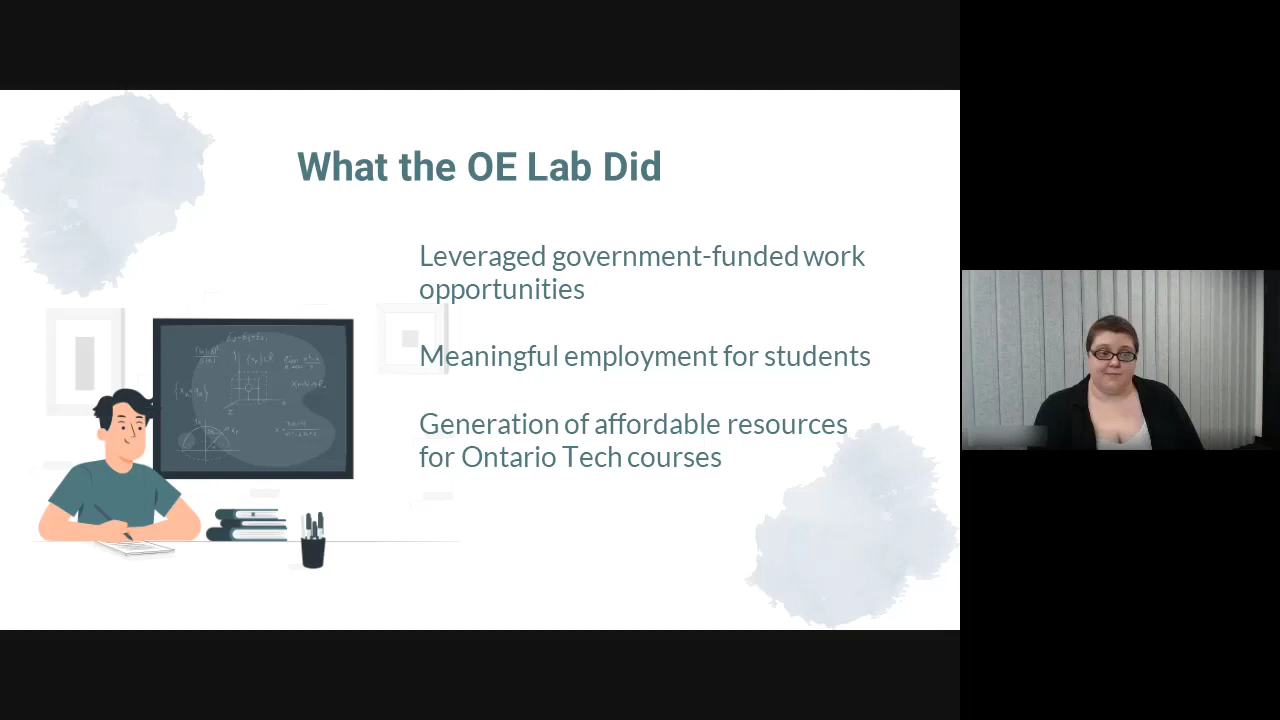 What the OE Lab Did
Leveraged government-funded work
opportunities
Meaningful employment for students
Generation of affordable resources
for Ontario Tech courses